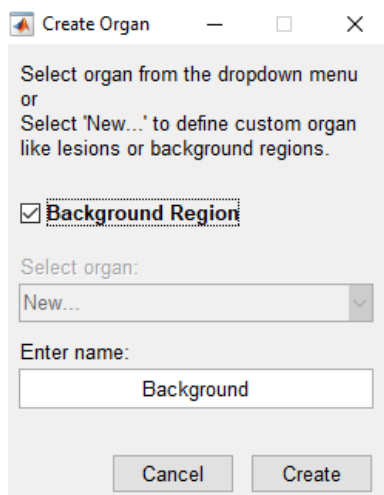 Create Organ
Select organ from the dropdown menu
or
Select 'New...' to define custom organ
like lesions or background regions.
Background Region
Select organ:
New...
Enter name:
Background
Cancel Create